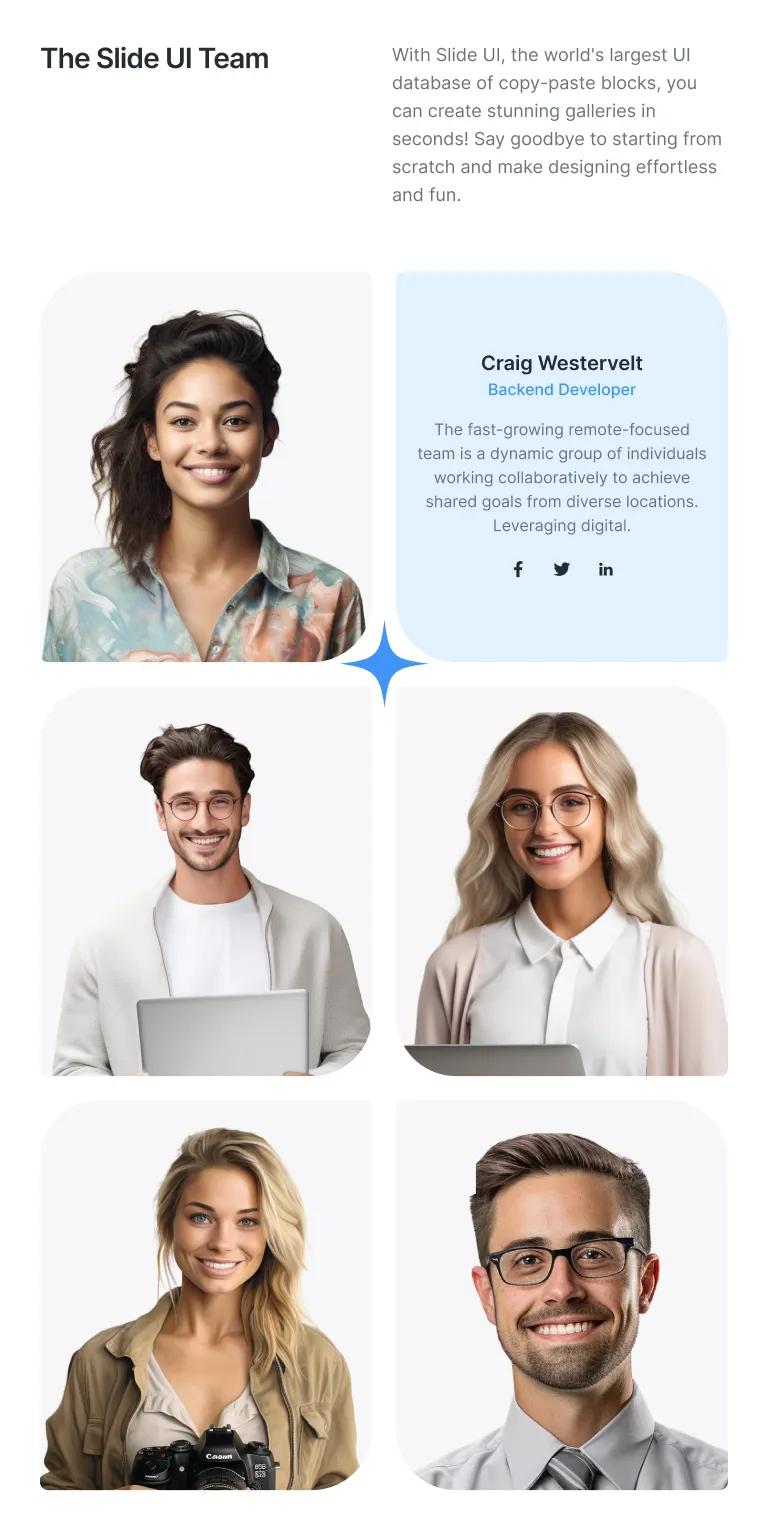 The Slide UI Team
With Slide UI, the world's largest UI
database of copy-paste blocks, you
can create stunning galleries in
seconds! Say goodbye to starting from
scratch and make designing effortless
and fun.
Craig Westervelt
Backend Developer
The fast-growing remote-focused
team is a dynamic group of individuals
working collaboratively to achieve
shared goals from diverse locations.
Leveraging digital.
Canon